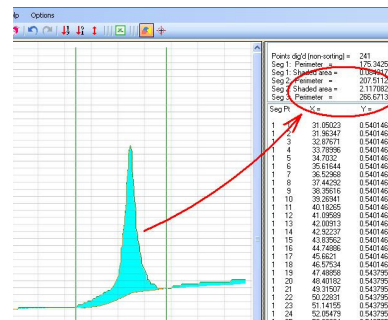 lp Options
Points dig'd (non-sorting) = 241
Seg 1: Perimeter = 175.3425
Seg 1: Shaded area = 0.084917
Seg 2: Perimeter = 207.5112
Seg 2: Shaded area = 2.117082
Seg 3: Perimeter = 266.6713
Seg Pt X = Y =
1 31.05023 0.540146
1 2 31.96347 0.540146
1 3 32.87671 0.540146
1 4 33.78996 0.540146
1 5 34.7032 0.540146
1 6 35.61644 0.540146
1 7 36.52968 0.540146
1 8 37.44292 0.540146
1 9 38.35616 0.540146
1 10 39.26941 0.540146
1 11 40.18265 0.540146
1 12 41.09589 0.540146
1 13 42.00913 0.540146
1 14 42.92237 0.540146
1 15 43.83562 0.540146
1 16 44.74886 0.540146
1 17 45.6621 0.540146
1 18 46.57534 0.540146
1 19 47.48858 0.543795
1 20 48.40182 0.543795
1 21 49.31507 0.543795
1 22 50.22831 0.543795
1 23 51.14155 0.543795
1 24 52.05479 0.543795